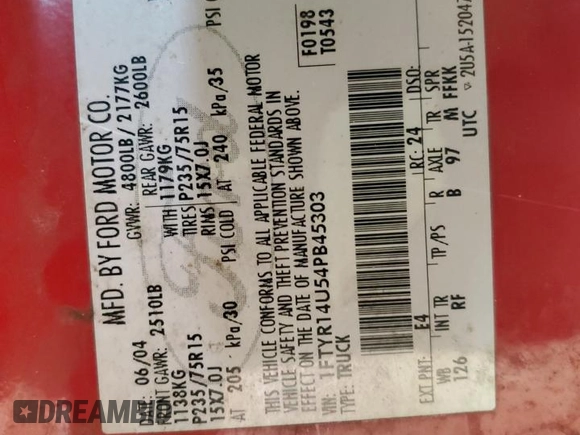 MFD. BY FORD MOTOR CO.
DATE: 06/04 GVWR: 4800LB/ 2177KG
FRONT GAWR: 2510LB REAR GAWR: 2600LB
1138KG WITH 1179KG WITH
P235/75R15 TIRES P235/75R15
15X7.0J RIMS 15X7.0J
AT 205 kPa/30 PSI COLD AT 240 kPa/35 PSI
THIS VEHICLE CONFORMS TO ALL APPLICABLE FEDERAL MOTOR
VEHICLE SAFETY AND THEFT PREVENTION STANDARDS IN
EFFECT ON THE DATE OF MANUFACTURE SHOWN ABOVE.
VIN: 1FTYR14U54PB45303
TYPE: TRUCK
F0198
T0543
EXT PNT: E4 RC: 24 DSO:
WB INT TR TP/PS R AXLE TR SPR
126 RF B 97 M FFKK
UTC 2U5A-152047
DREAMBID